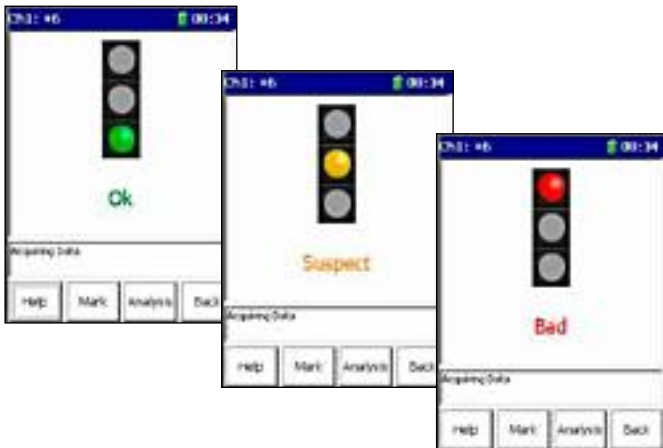 Ch1: +6 00:34
Ok
Acquiring Data
Help Mark Analysis Back
Ch1: +6 00:34
Suspect
Acquiring Data
Help Mark Analysis Back
Ch1: +6 00:34
Bad
Acquiring Data
Help Mark Analysis Back